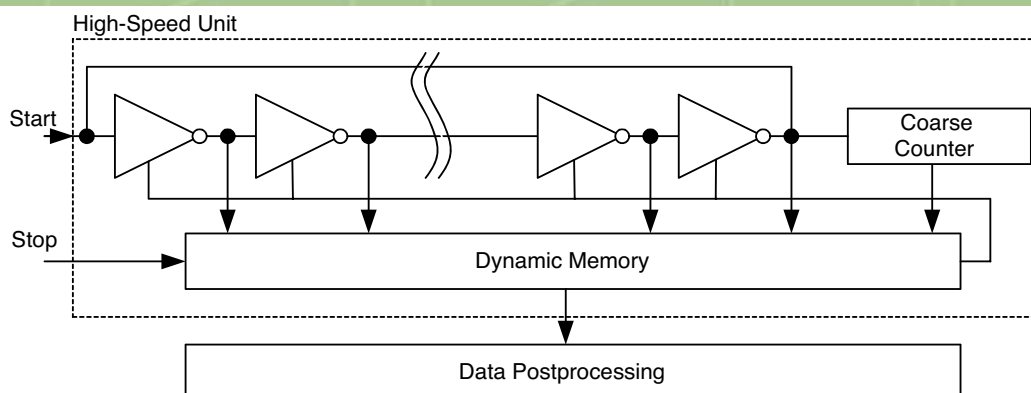 High-Speed Unit
Start
Coarse
Counter
Stop
Dynamic Memory
Data Postprocessing